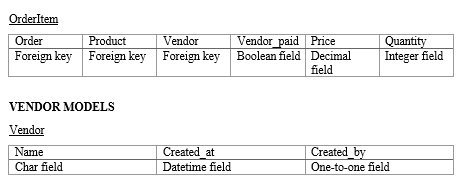 OrderItem
Order Product Vendor Vendor_paid Price Quantity
Foreign key Foreign key Foreign key Boolean field Decimal field Integer field
VENDOR MODELS
Vendor
Name Created_at Created_by
Char field Datetime field One-to-one field